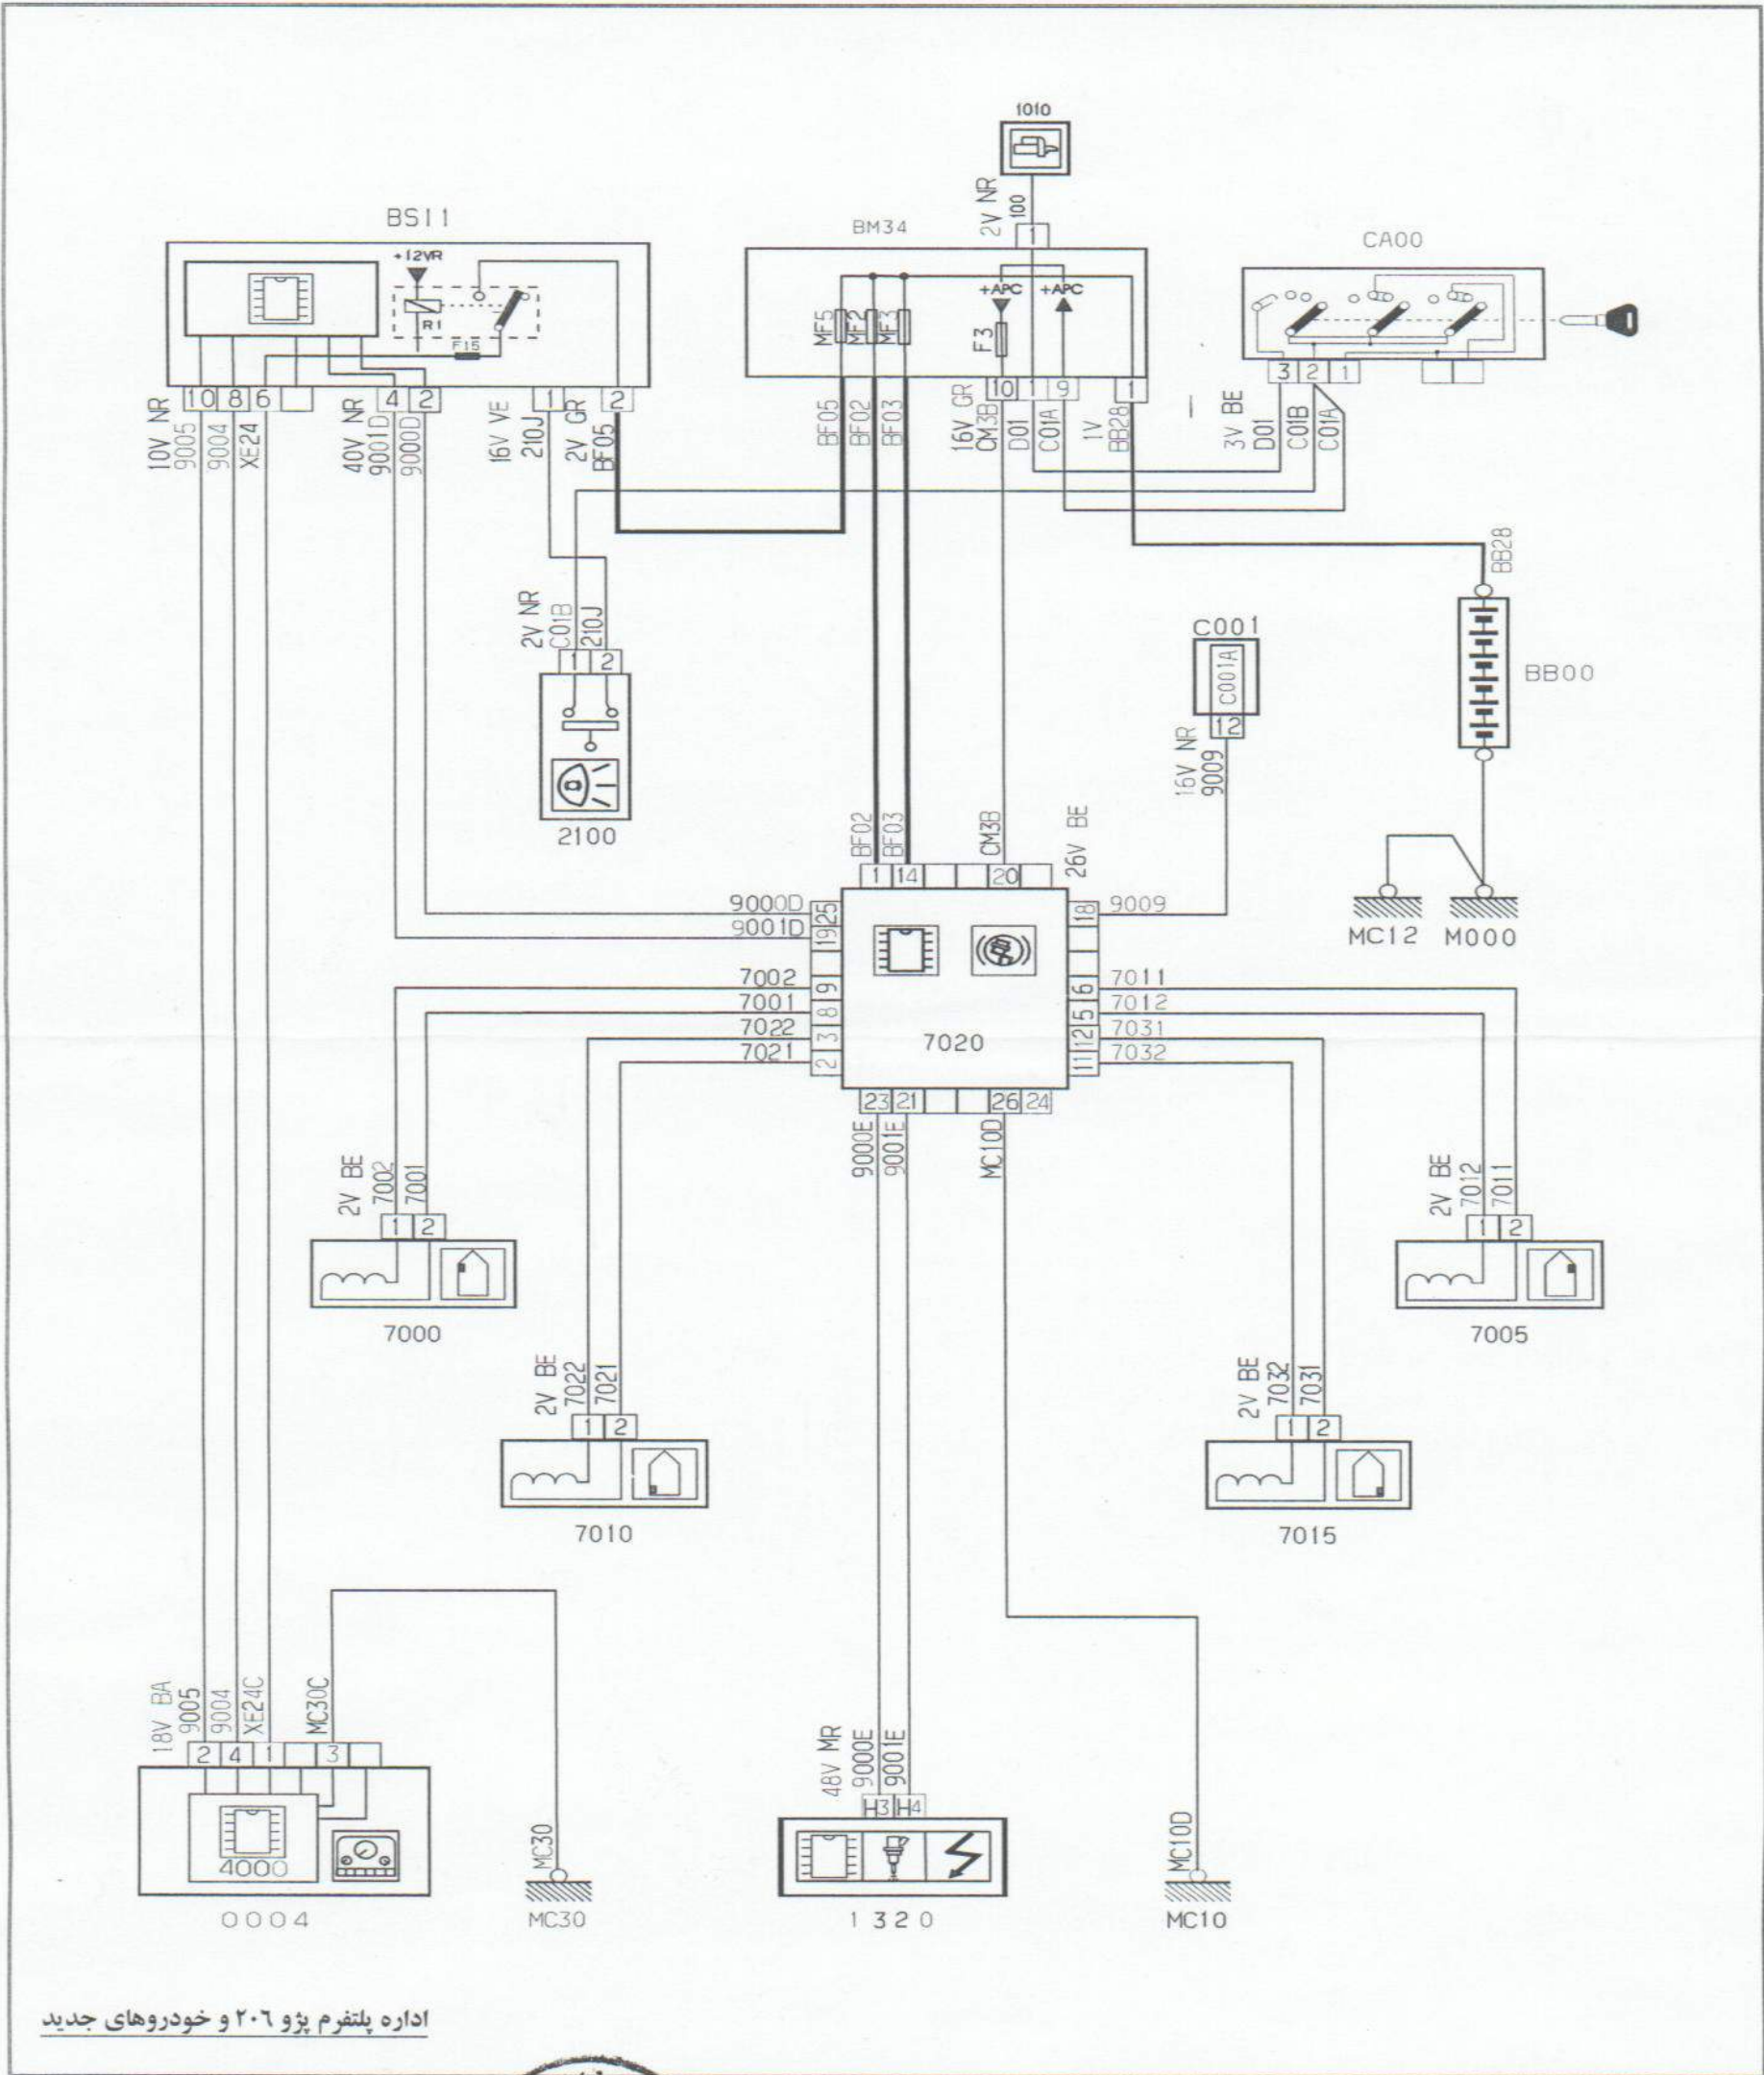 1010
2V NR
100
1
BSI1
+12VR
R1
F15
10 8 6
4 2
1
2
10V NR
9005
9004
XE24
40V NR
9001D
9000D
16V VE
210J
2V GR
BF05
BM34
MF5
MF2
MF3
+APC
+APC
F3
10 1 9
1
BF05
BF02
BF03
16V GR
CM3B
D01
C01A
1V
BB28
CA00
3 2 1
3V BE
D01
C01B
C01A
BB28
BB00
MC12
M000
2V NR
C01B
210J
1 2
2100
C001
C001A
12
16V NR
9009
BF02
BF03
CM3B
26V BE
1 14 20
9000D
9001D
7002
7001
7022
7021
25
19
9
8
3
2
7020
18
6
5
12
11
9009
7011
7012
7031
7032
23 21 26 24
9000E
9001E
MC10D
2V BE
7002
7001
1 2
7000
2V BE
7022
7021
1 2
7010
2V BE
7012
7011
1 2
7005
2V BE
7032
7031
1 2
7015
18V BA
9005
9004
XE24C
MC30C
2 4 1 3
4000
0004
MC30
MC30
48V MR
9000E
9001E
H3 H4
1320
MC10D
MC10
اداره پلتفرم پژو ۲۰۶ و خودروهای جدید